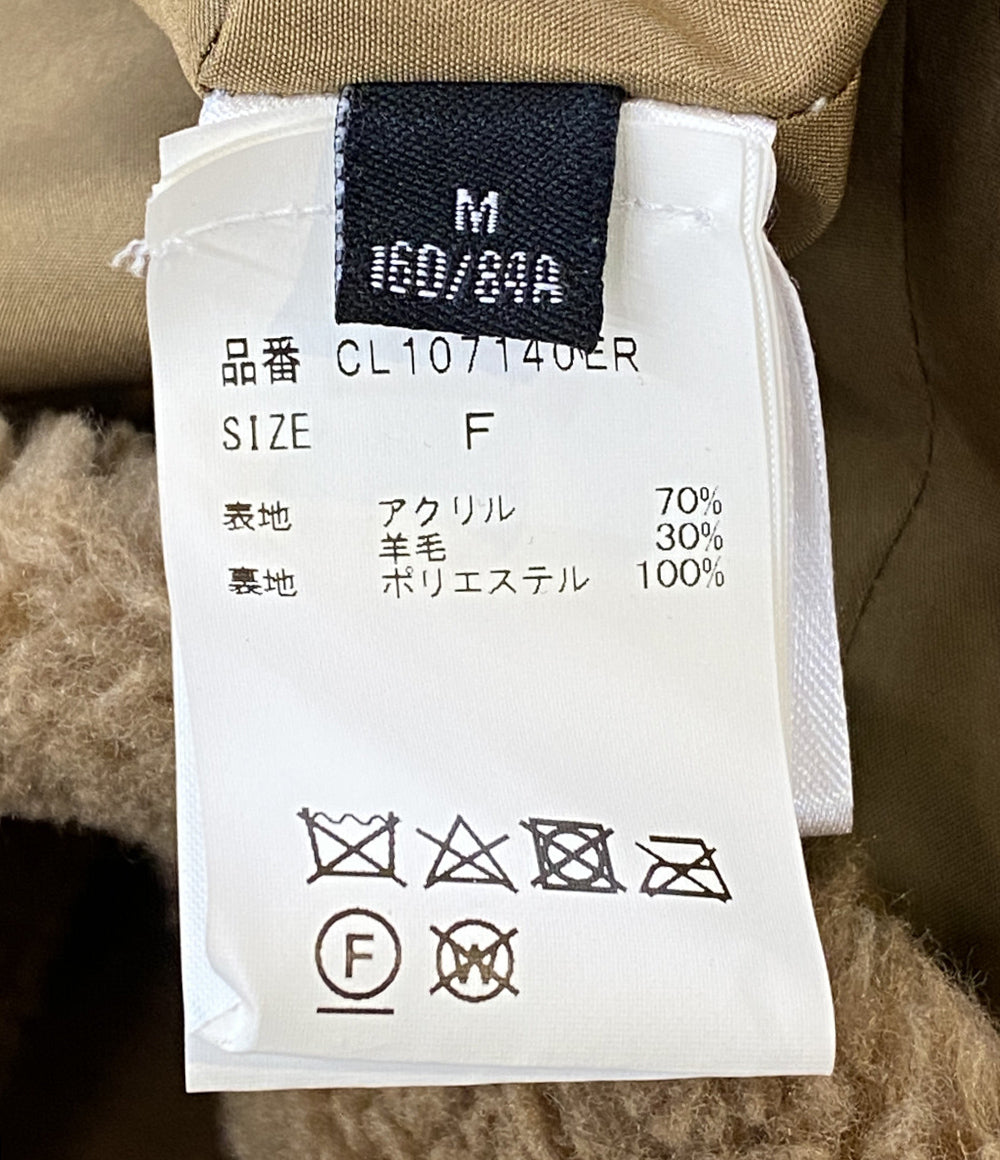 M
160/84A
品番 CL107140ER
SIZE F
表地 アクリル 70%
羊毛 30%
裏地 ポリエステル 100%
F
W